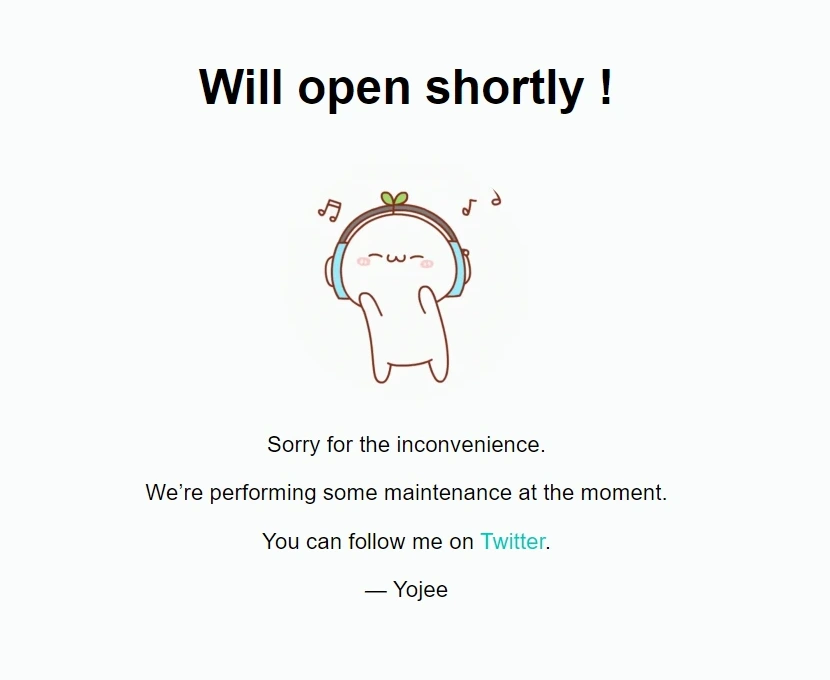 Will open shortly !
Sorry for the inconvenience.
We’re performing some maintenance at the moment.
You can follow me on Twitter.
— Yojee